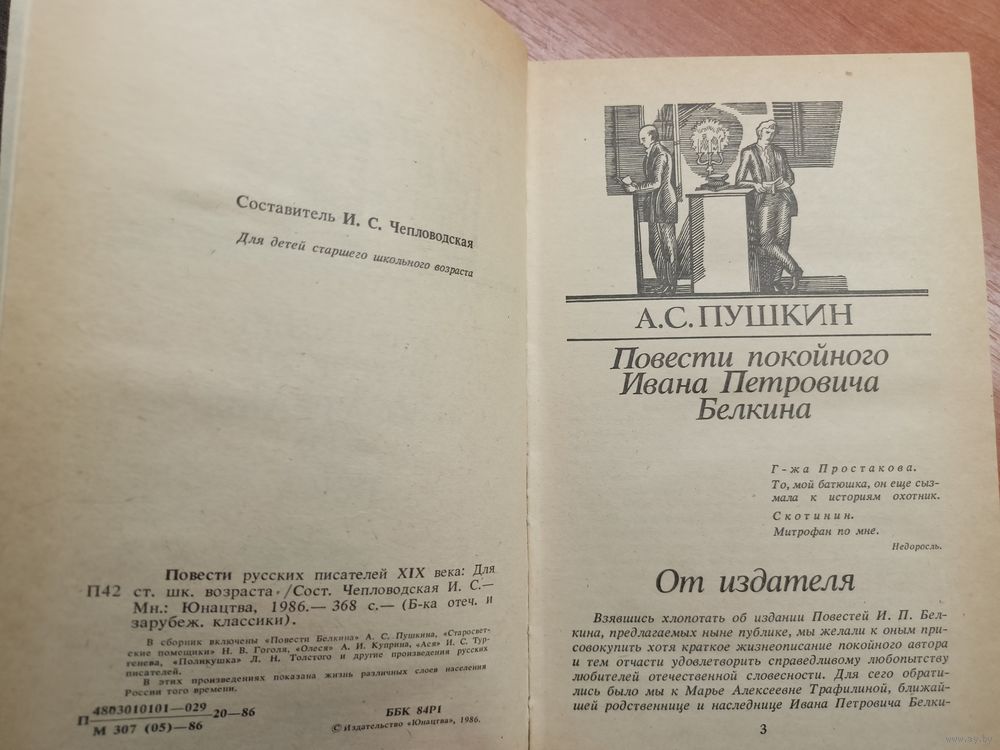 Составитель И. С. Чепловодская
Для детей старшего школьного возраста
Повести русских писателей XIX века: Для
П42 ст. шк. возраста /Сост. Чепловодская И. С.—
Мн.: Юнацтва, 1986.— 368 с.— (Б-ка отеч. и
зарубеж. классики).
В сборник включены «Повести Белкина» А. С. Пушкина, «Старосвет-
ские помещики» Н. В. Гоголя, «Олеся» А. И. Куприна, «Ася» И. С. Тур-
генева, «Поликушка» Л. Н. Толстого и другие произведения русских
писателей.
В этих произведениях показана жизнь различных слоев населения
России того времени.
П 4803010101—029
М 307 (05)—86 20—86
ББК 84Р1
© Издательство «Юнацтва», 1986.
А.С.ПУШКИН
Повести покойного
Ивана Петровича
Белкина
Г-жа Простакова.
То, мой батюшка, он еще сыз-
мала к историям охотник.
Скотинин.
Митрофан по мне.
Недоросль.
От издателя
Взявшись хлопотать об издании Повестей И. П. Бел-
кина, предлагаемых ныне публике, мы желали к оным при-
совокупить хотя краткое жизнеописание покойного автора
и тем отчасти удовлетворить справедливому любопытству
любителей отечественной словесности. Для сего обрати-
лись было мы к Марье Алексеевне Трафилиной, ближай-
шей родственнице и наследнице Ивана Петровича Белки-
3
www.ay.by